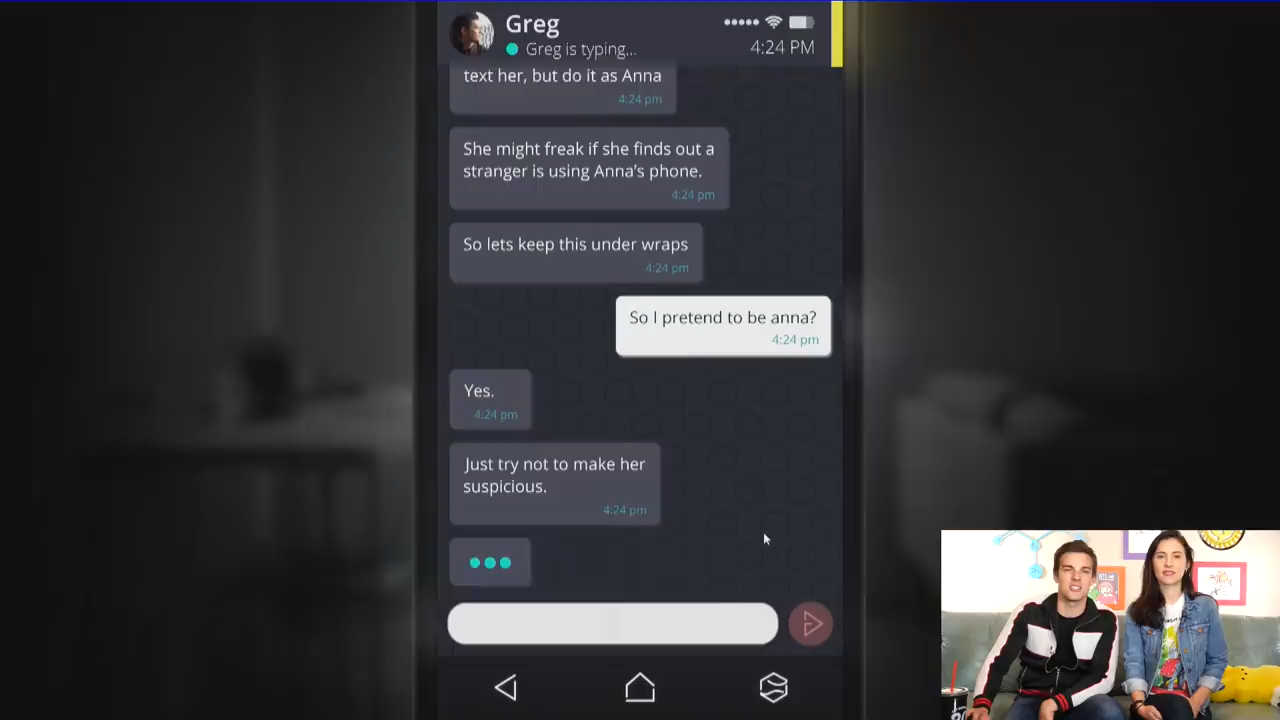 Greg
Greg is typing...
4:24 PM
text her, but do it as Anna
4:24 pm
She might freak if she finds out a
stranger is using Anna's phone.
4:24 pm
So lets keep this under wraps
4:24 pm
So I pretend to be anna?
4:24 pm
Yes.
4:24 pm
Just try not to make her
suspicious.
4:24 pm